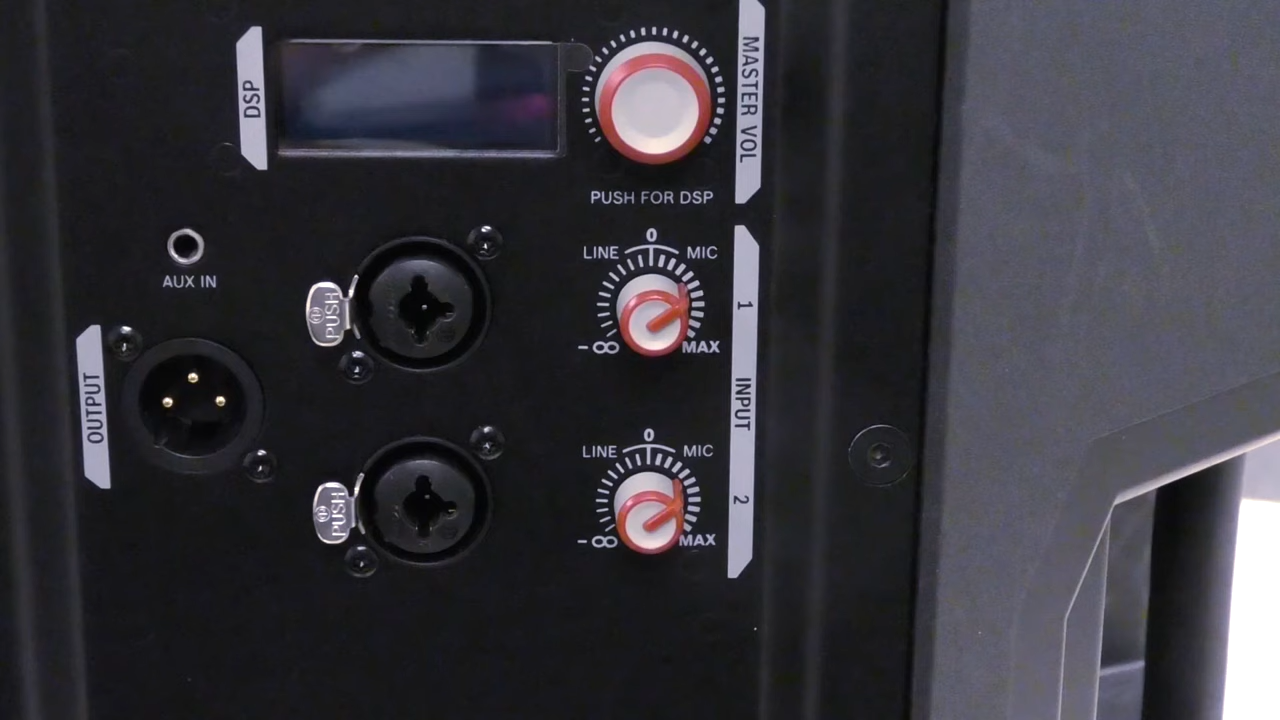 DSP
MASTER VOL
PUSH FOR DSP
AUX IN
0
LINE
MIC
PUSH
-∞
MAX
1
INPUT
OUTPUT
0
LINE
MIC
PUSH
-∞
MAX
2